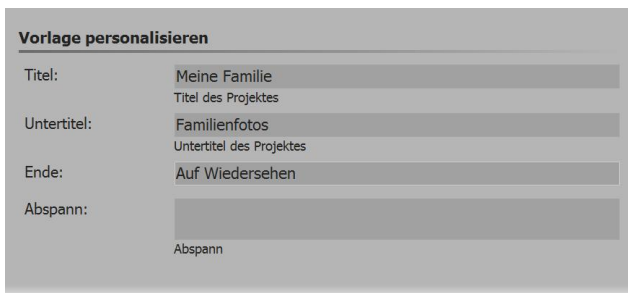 Vorlage personalisieren
Titel: Meine Familie
Titel des Projektes
Untertitel: Familienfotos
Untertitel des Projektes
Ende: Auf Wiedersehen
Abspann:
Abspann